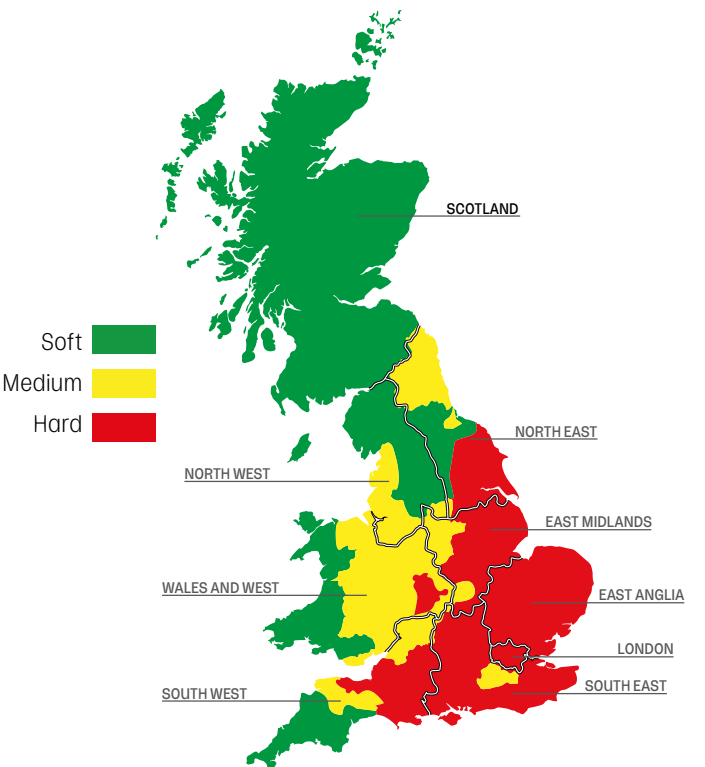 SCOTLAND
Soft
Medium
Hard
NORTH EAST
NORTH WEST
EAST MIDLANDS
WALES AND WEST
EAST ANGLIA
LONDON
SOUTH EAST
SOUTH WEST